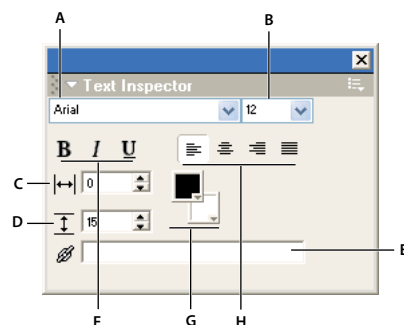 A
B
Text Inspector
Arial 12
B I U
C 0
D 15
E
F G H